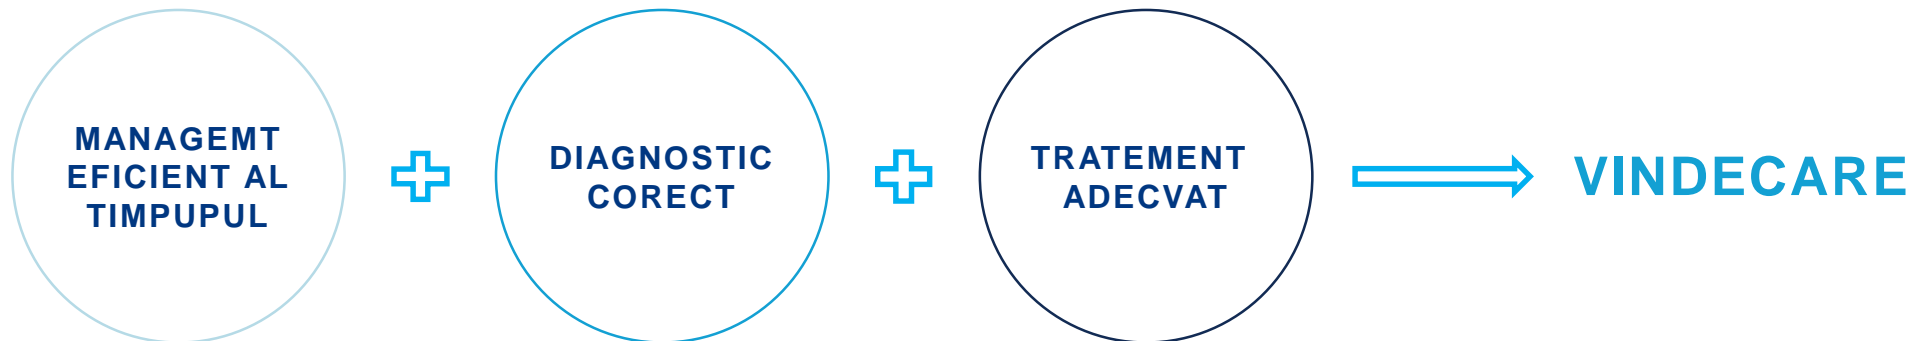 MANAGEMT
EFICIENT AL
TIMPUPUL
DIAGNOSTIC
CORECT
TRATEMENT
ADECVAT
VINDECARE